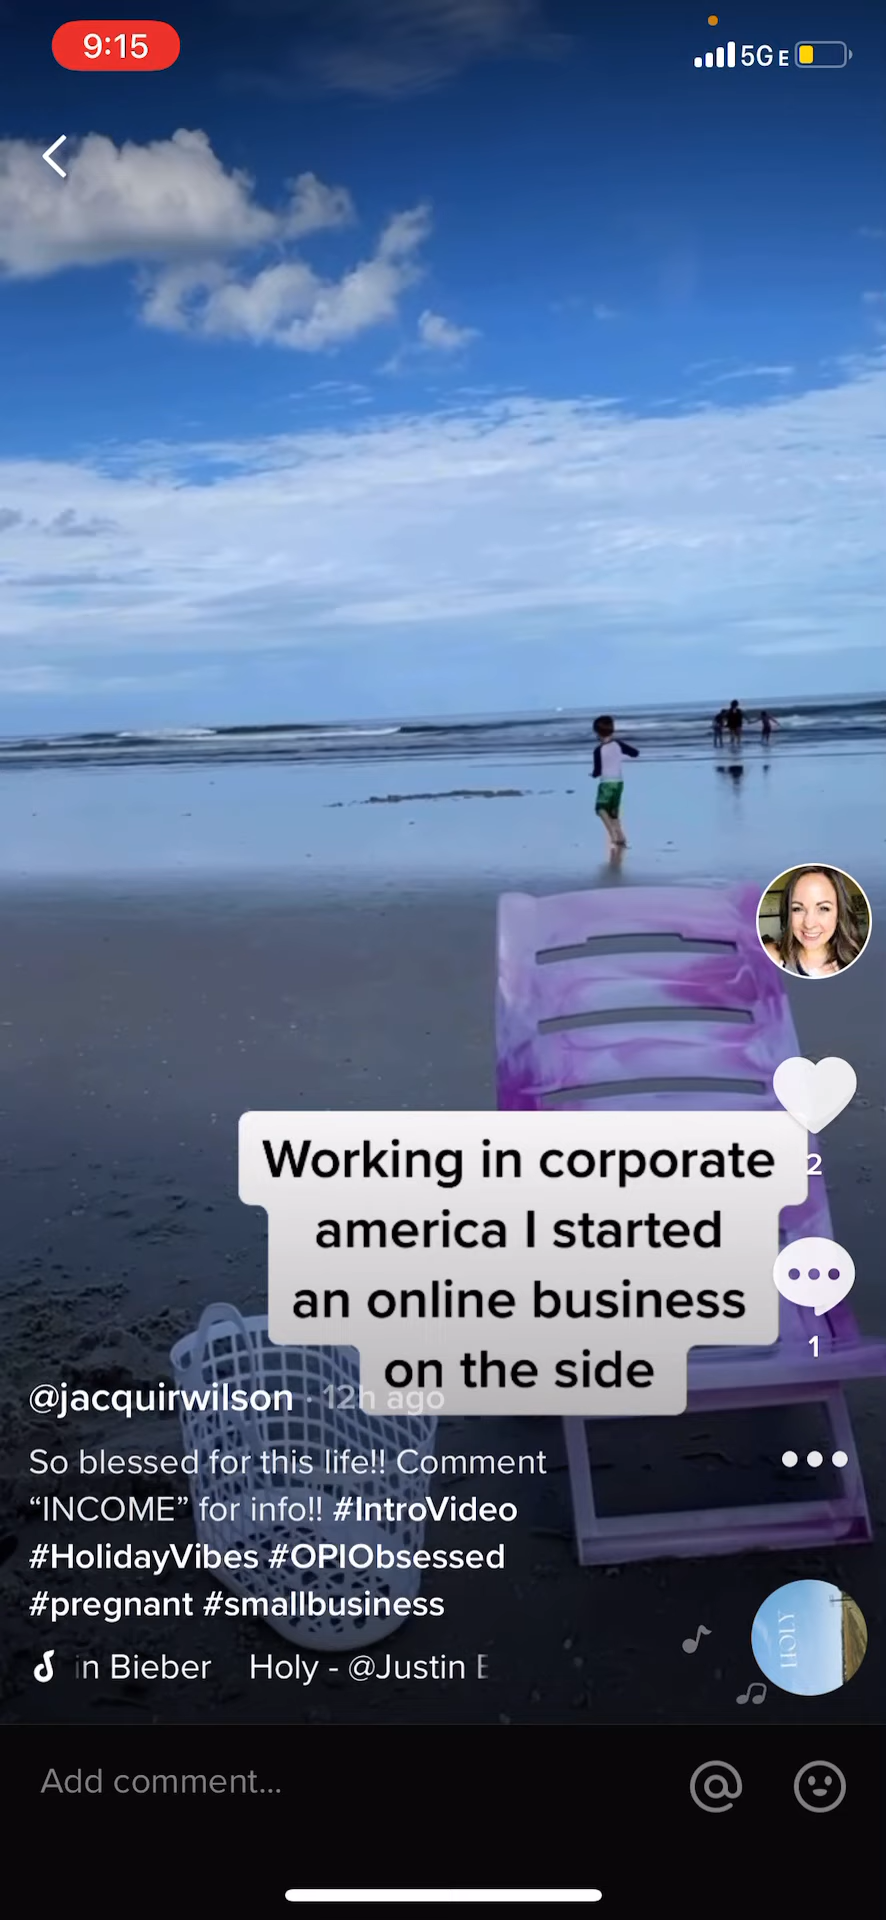 9:15
5GE
Working in corporate
america I started
an online business
on the side
2
1
@jacquirwilson · 12h ago
So blessed for this life!! Comment
“INCOME” for info!! #IntroVideo
#HolidayVibes #OPIObsessed
#pregnant #smallbusiness
in Bieber Holy - @Justin B
HOLY
Add comment...